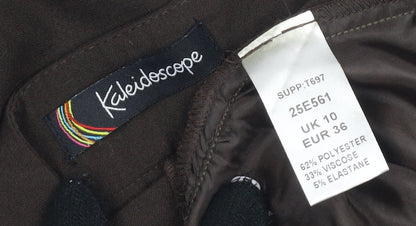 Kaleidoscope
SUPP:T697
25E561
UK 10
EUR 36
62% POLYESTER
33% VISCOSE
5% ELASTANE